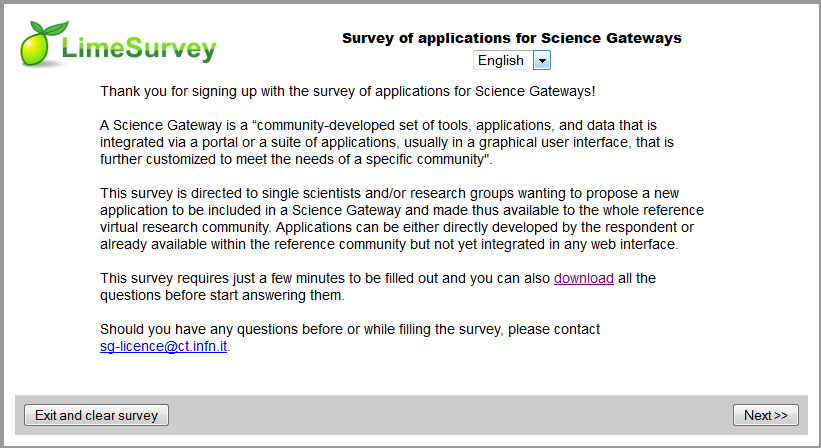 LimeSurvey
Survey of applications for Science Gateways
English
Thank you for signing up with the survey of applications for Science Gateways!
A Science Gateway is a “community-developed set of tools, applications, and data that is
integrated via a portal or a suite of applications, usually in a graphical user interface, that is
further customized to meet the needs of a specific community".
This survey is directed to single scientists and/or research groups wanting to propose a new
application to be included in a Science Gateway and made thus available to the whole reference
virtual research community. Applications can be either directly developed by the respondent or
already available within the reference community but not yet integrated in any web interface.
This survey requires just a few minutes to be filled out and you can also download all the
questions before start answering them.
Should you have any questions before or while filling the survey, please contact
sg-licence@ct.infn.it.
Exit and clear survey
Next >>